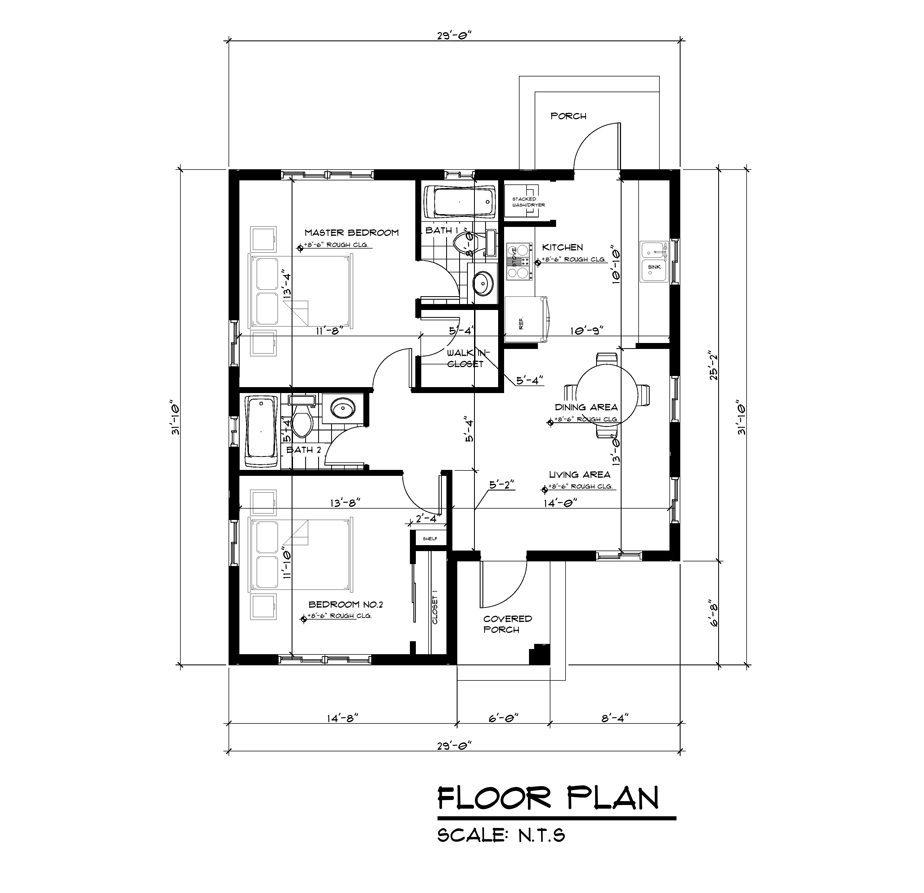 29'-0"
PORCH
STACKED
WASH/DRYER
MASTER BEDROOM
+8'-6" ROUGH CLG.
BATH 1
8'-0"
KITCHEN
+8'-6" ROUGH CLG.
10'-10"
SINK
13'-4"
REF.
11'-8"
5'-4"
10'-9"
WALK IN-
CLOSET
5'-4"
25'-2"
31'-10"
31'-10"
DINING AREA
+8'-6" ROUGH CLG.
5'-4"
5'-4"
BATH 2
13'-0"
LIVING AREA
+8'-6" ROUGH CLG.
5'-2"
13'-8"
14'-0"
2'-4"
SHELF
11'-10"
BEDROOM NO.2
+8'-6" ROUGH CLG.
CLOSET 1
COVERED
PORCH
6'-8"
14'-8"
6'-0"
8'-4"
29'-0"
FLOOR PLAN
SCALE: N.T.S